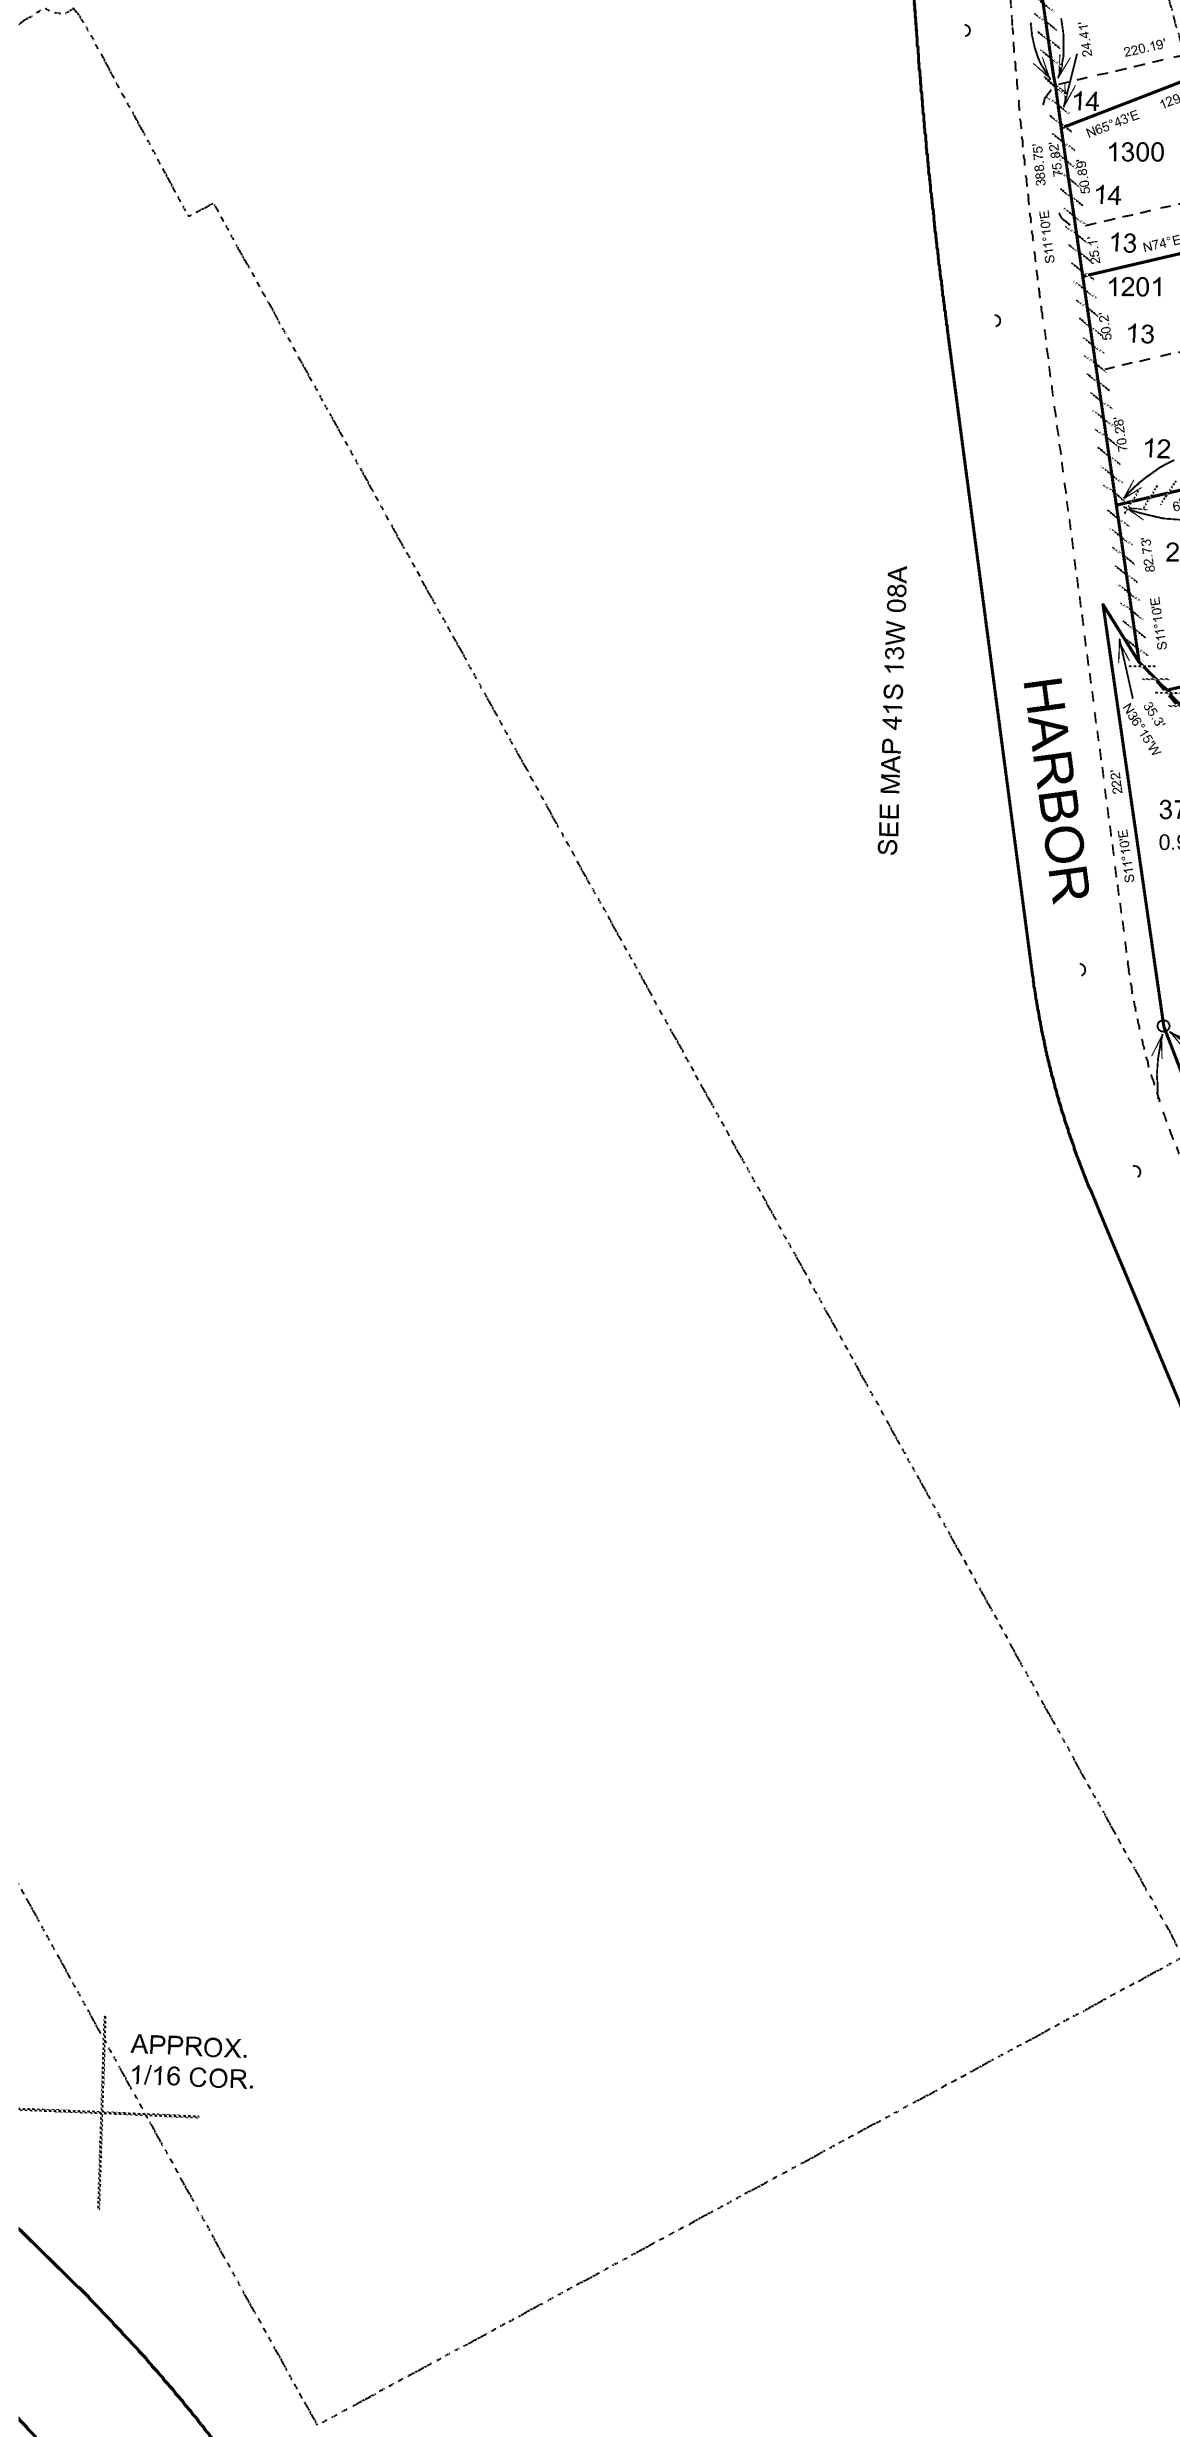 24.41'
220.19'
14
129
N65°43'E
1300
388.75'
75.82'
50.89'
14
S11°10'E
25.1'
13
N74°E
1201
50.2'
13
70.28'
12
82.73'
2
SEE MAP 41S 13W 08A
S11°10'E
HARBOR
35.3'
N36°15'W
222'
37
0.9
S11°10'E
APPROX.
1/16 COR.